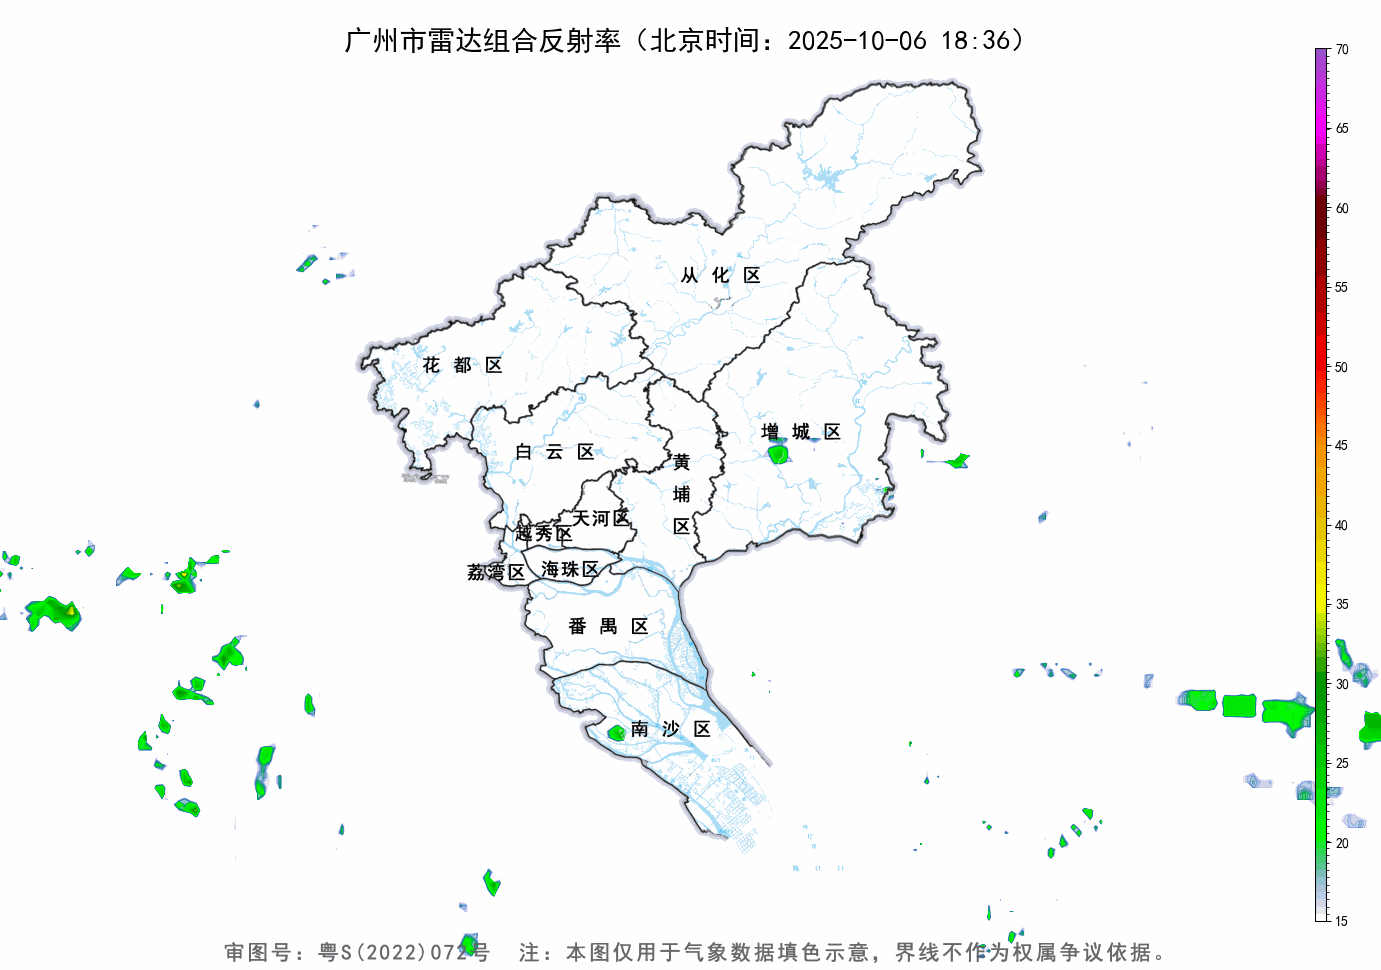 广州市雷达组合反射率（北京时间：2025-10-06 18:36）
70
65
60
55
50
45
40
35
30
25
20
15
从化区
花都区
增城区
白云区
黄埔区
天河区
越秀区
海珠区
荔湾区
番禺区
南沙区
审图号：粤S(2022)072号 注：本图仅用于气象数据填色示意，界线不作为权属争议依据。